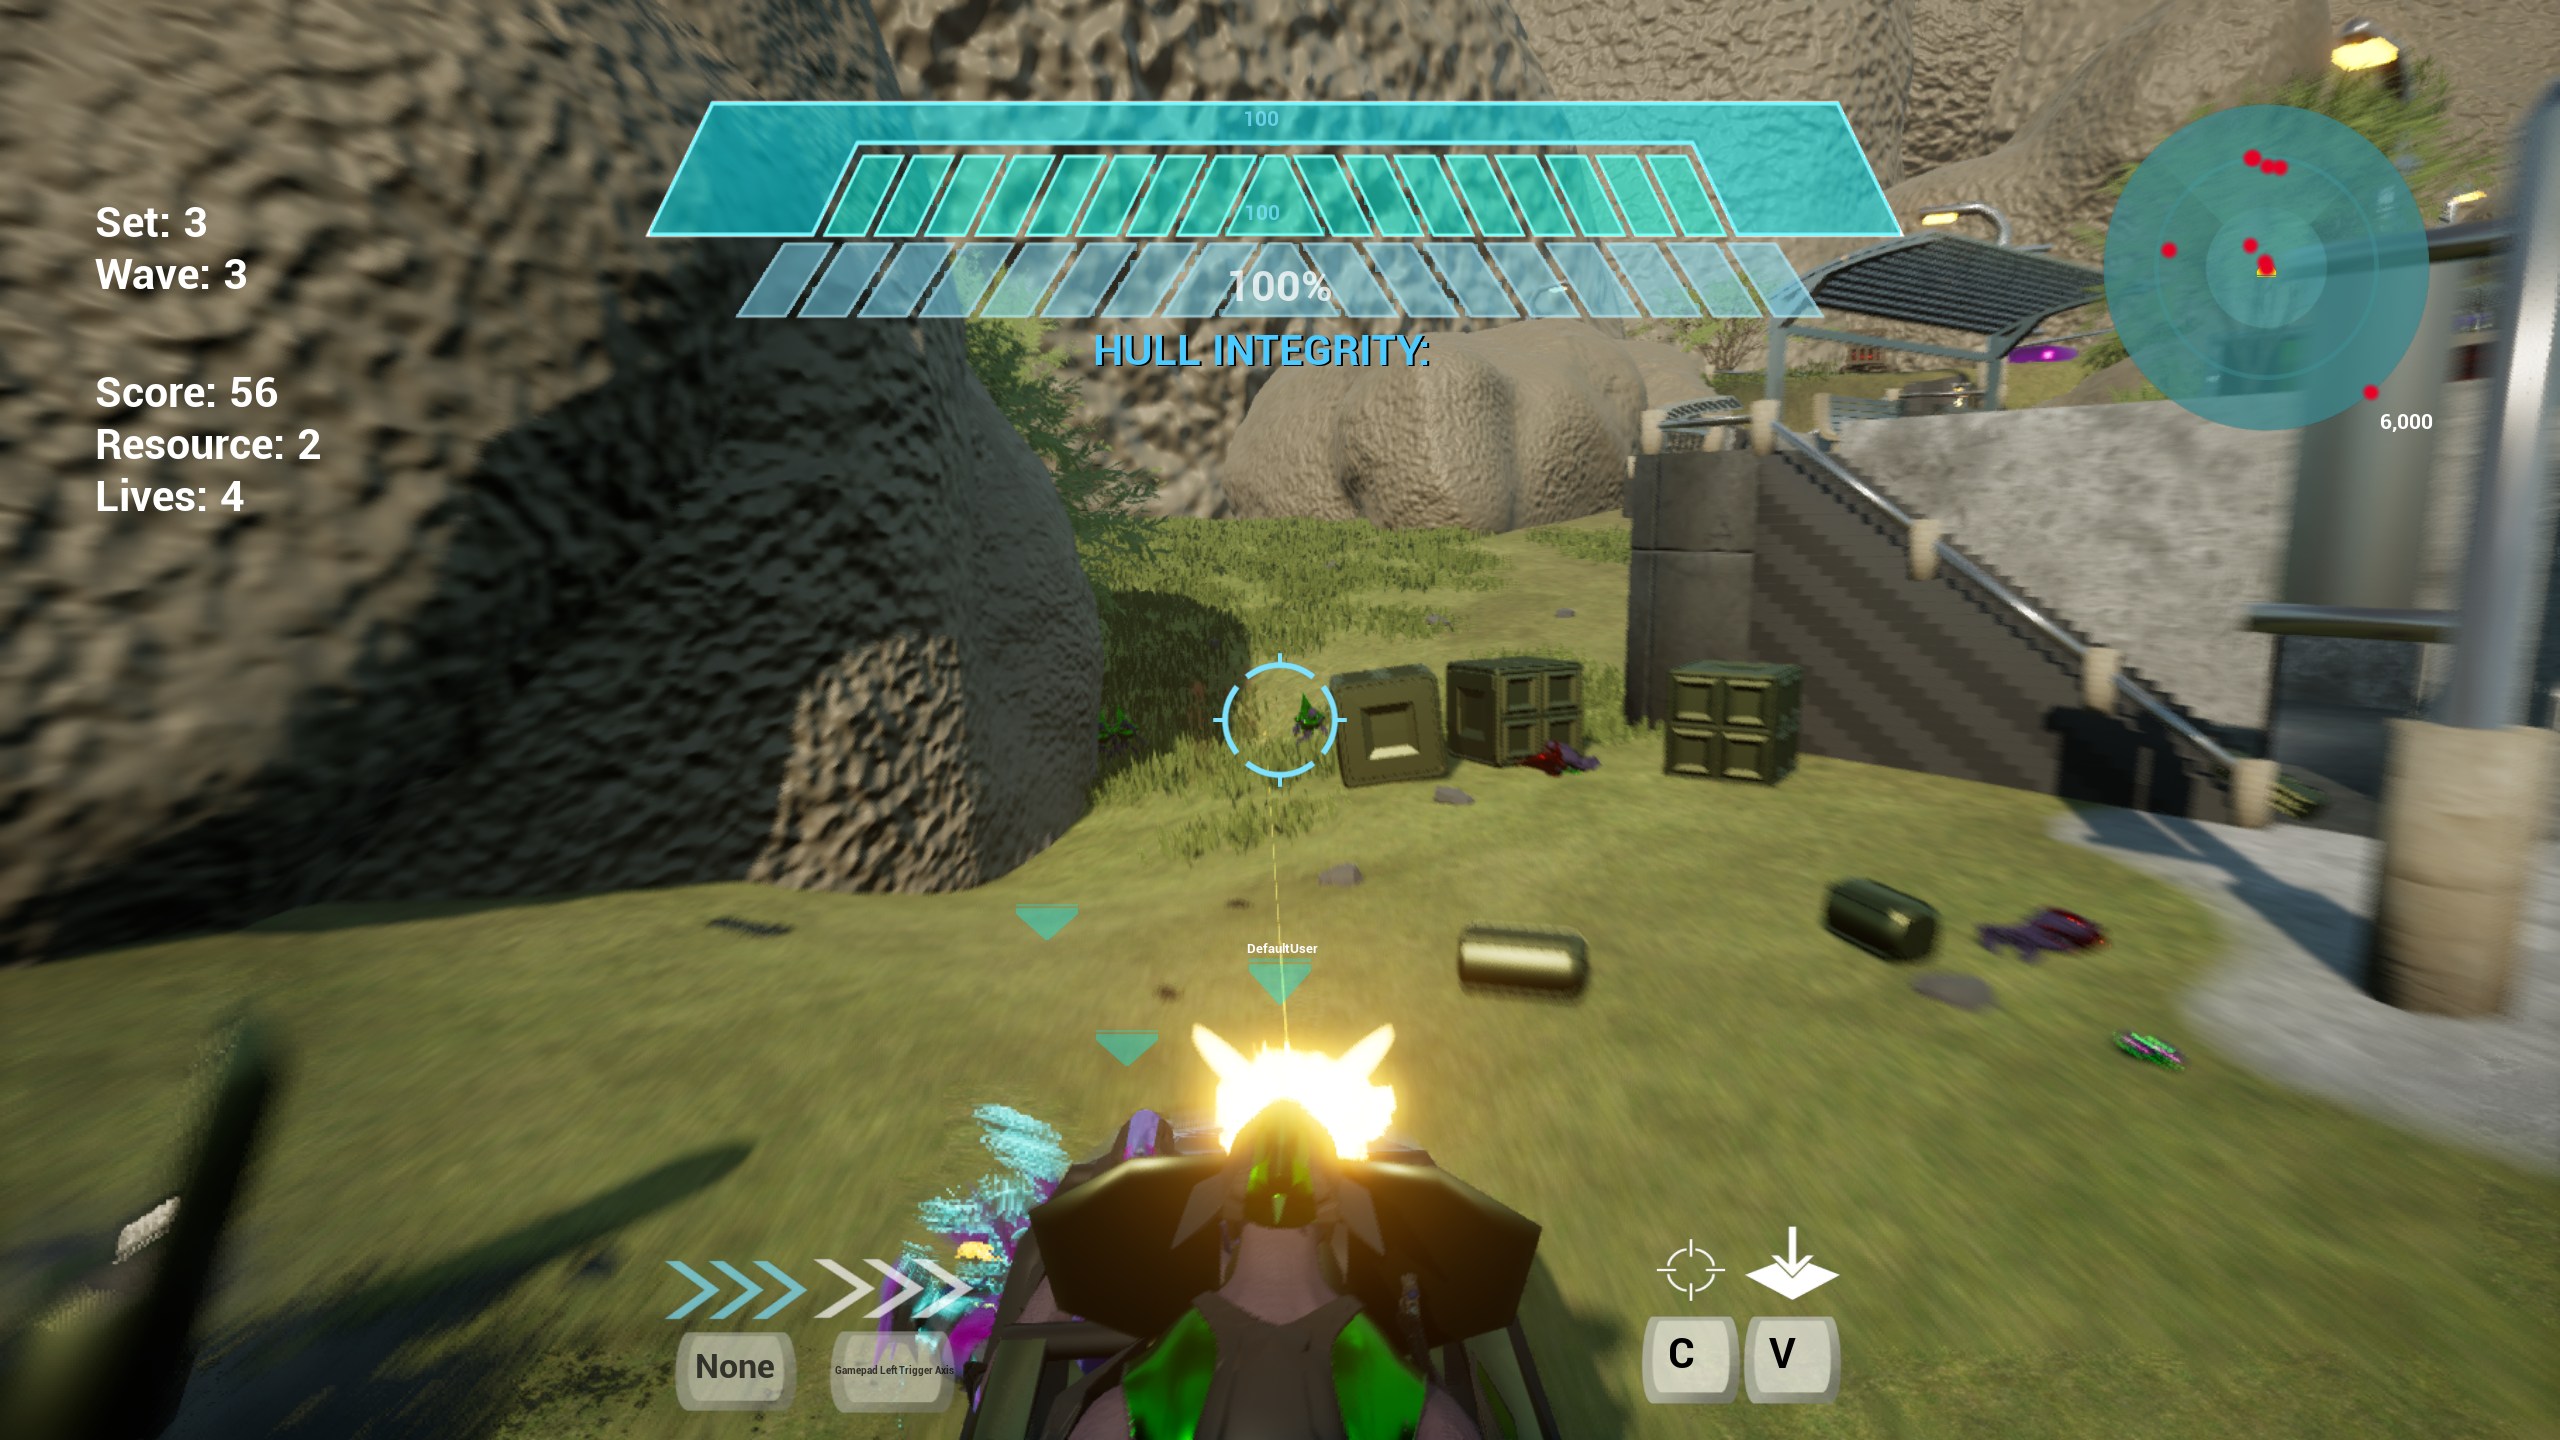 100
100
100%
HULL INTEGRITY:
Set: 3
Wave: 3
Score: 56
Resource: 2
Lives: 4
6,000
DefaultUser
None
Gamepad Left Trigger Axis
C
V